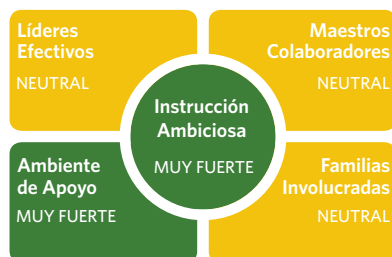 Líderes
Efectivos
NEUTRAL
Maestros
Colaboradores
NEUTRAL
Instrucción
Ambiciosa
MUY FUERTE
Ambiente
de Apoyo
MUY FUERTE
Familias
Involucradas
NEUTRAL